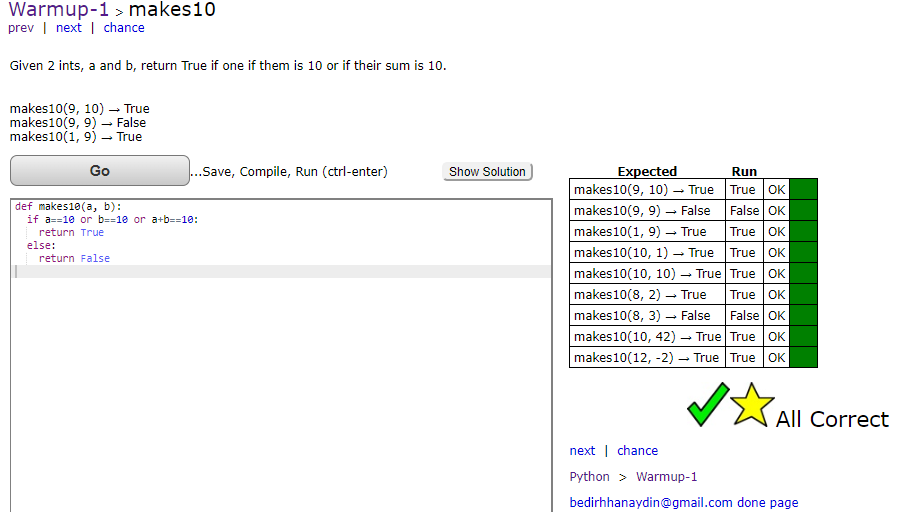 Warmup-1 > makes10
prev | next | chance
Given 2 ints, a and b, return True if one if them is 10 or if their sum is 10.
makes10(9, 10) → True
makes10(9, 9) → False
makes10(1, 9) → True
Go ...Save, Compile, Run (ctrl-enter) Show Solution
def makes10(a, b):
  if a==10 or b==10 or a+b==10:
    return True
  else:
    return False
Expected Run
makes10(9, 10) → True True OK
makes10(9, 9) → False False OK
makes10(1, 9) → True True OK
makes10(10, 1) → True True OK
makes10(10, 10) → True True OK
makes10(8, 2) → True True OK
makes10(8, 3) → False False OK
makes10(10, 42) → True True OK
makes10(12, -2) → True True OK
All Correct
next | chance
Python > Warmup-1
bedirhhanaydin@gmail.com done page